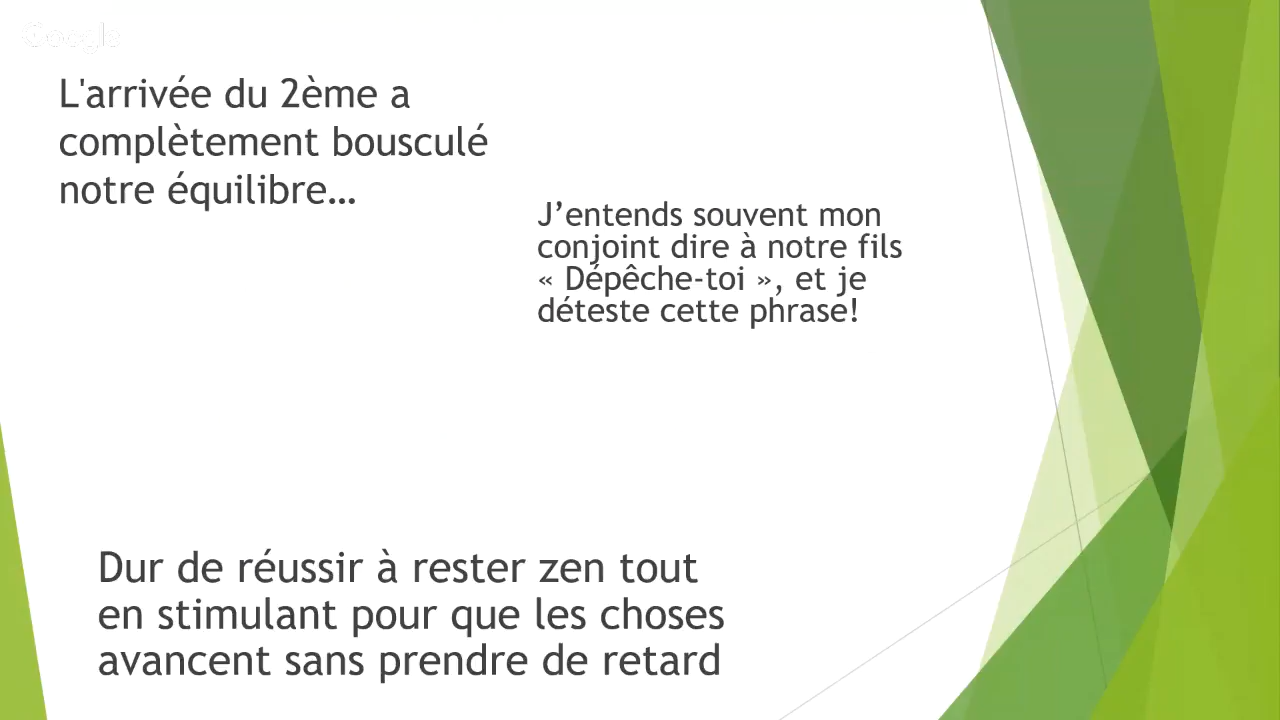 Google
L'arrivée du 2ème a
complètement bousculé
notre équilibre…
J’entends souvent mon
conjoint dire à notre fils
« Dépêche-toi », et je
déteste cette phrase!
Dur de réussir à rester zen tout
en stimulant pour que les choses
avancent sans prendre de retard